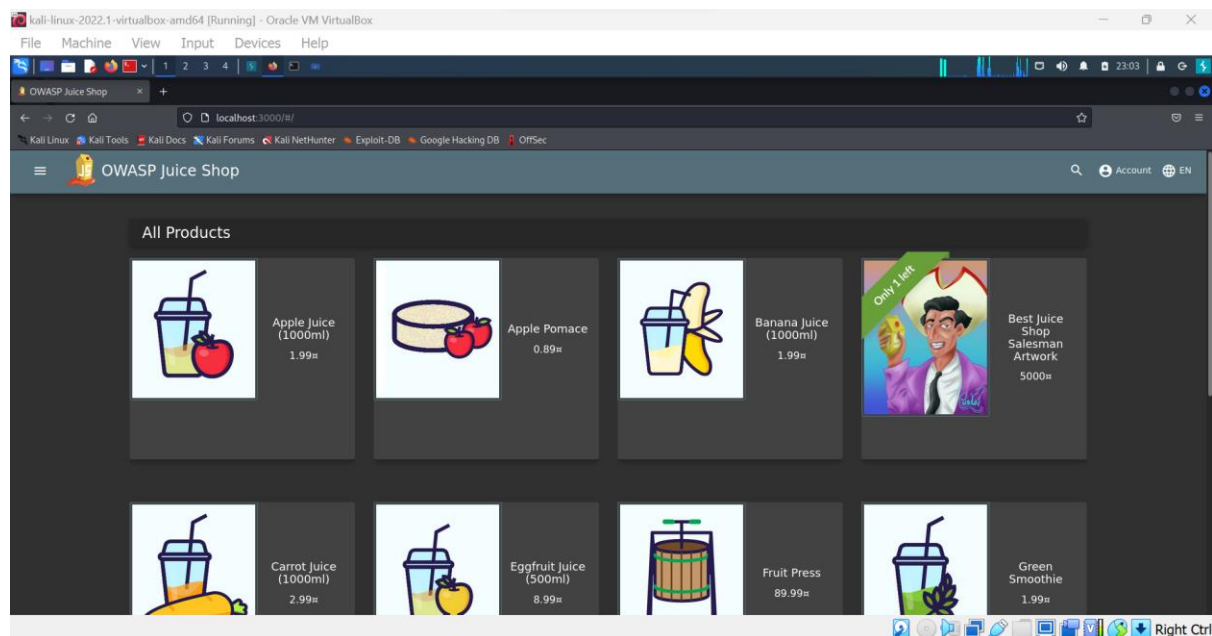 kali-linux-2022.1-virtualbox-amd64 [Running] - Oracle VM VirtualBox
File Machine View Input Devices Help
1 2 3 4 23:03
OWASP Juice Shop
localhost:3000/#/
Kali Linux Kali Tools Kali Docs Kali Forums Kali NetHunter Exploit-DB Google Hacking DB OffSec
OWASP Juice Shop Account EN
All Products
Apple Juice
(1000ml)
1.99¤
Apple Pomace
0.89¤
Banana Juice
(1000ml)
1.99¤
Only 1 left
Best Juice
Shop
Salesman
Artwork
5000¤
Carrot Juice
(1000ml)
2.99¤
Eggfruit Juice
(500ml)
8.99¤
Fruit Press
89.99¤
Green
Smoothie
1.99¤
Right Ctrl